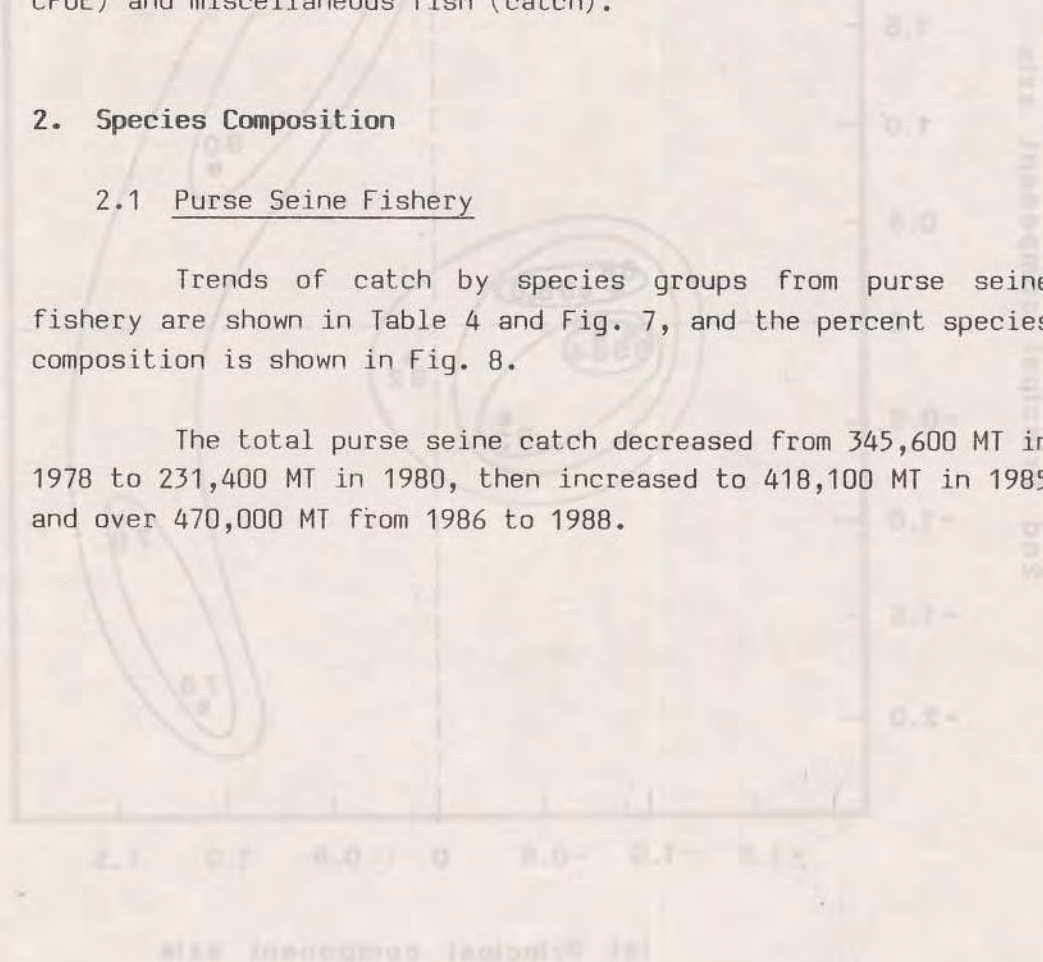 CPUE) and miscellaneous fish (catch).
2. Species Composition
2.1 Purse Seine Fishery
Trends of catch by species groups from purse seine
fishery are shown in Table 4 and Fig. 7, and the percent species
composition is shown in Fig. 8.
The total purse seine catch decreased from 345,600 MT in
1978 to 231,400 MT in 1980, then increased to 418,100 MT in 1985
and over 470,000 MT from 1986 to 1988.